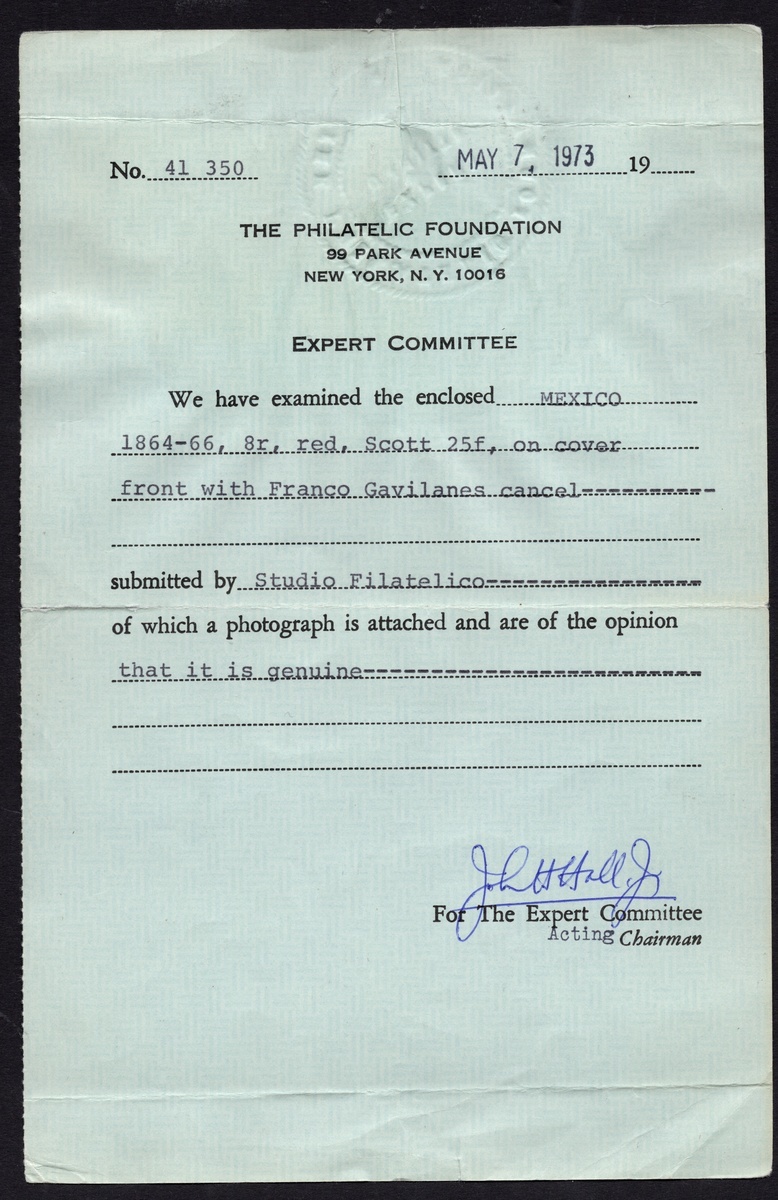 No. 41 350 MAY 7, 1973 19
THE PHILATELIC FOUNDATION
99 PARK AVENUE
NEW YORK, N. Y. 10016
EXPERT COMMITTEE
We have examined the enclosed MEXICO
1864-66, 8r, red, Scott 25f, on cover
front with Franco Gavilanes cancel----------
submitted by Studio Filatelico----------------
of which a photograph is attached and are of the opinion
that it is genuine-------------------------
John H Hall, Jr
For The Expert Committee
Acting Chairman